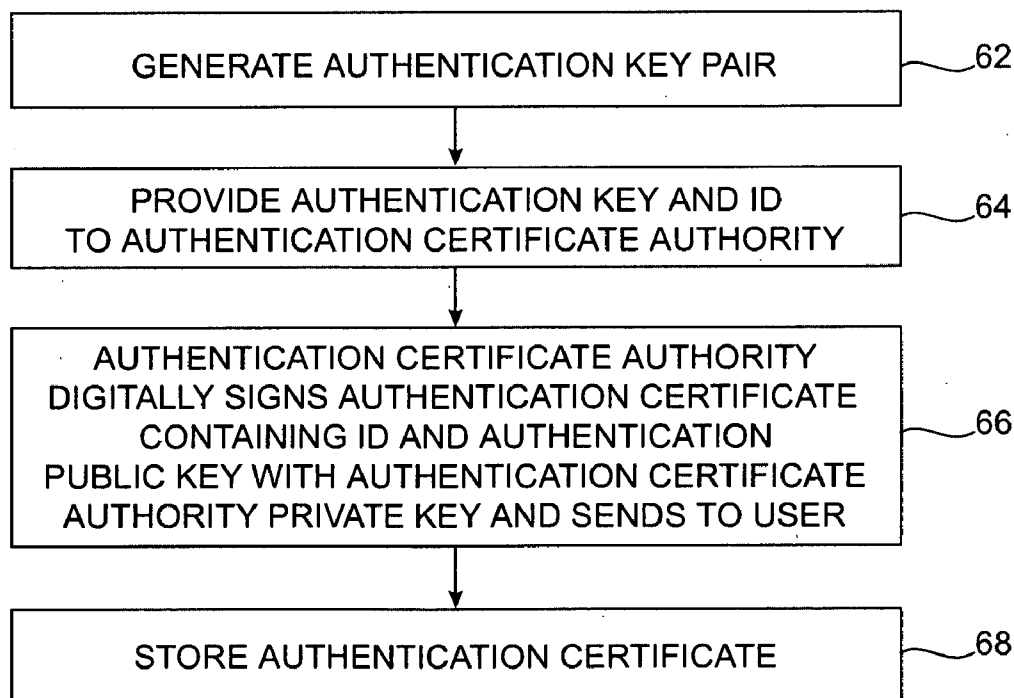 GENERATE AUTHENTICATION KEY PAIR
62
PROVIDE AUTHENTICATION KEY AND ID
TO AUTHENTICATION CERTIFICATE AUTHORITY
64
AUTHENTICATION CERTIFICATE AUTHORITY
DIGITALLY SIGNS AUTHENTICATION CERTIFICATE
CONTAINING ID AND AUTHENTICATION
PUBLIC KEY WITH AUTHENTICATION CERTIFICATE
AUTHORITY PRIVATE KEY AND SENDS TO USER
66
STORE AUTHENTICATION CERTIFICATE
68